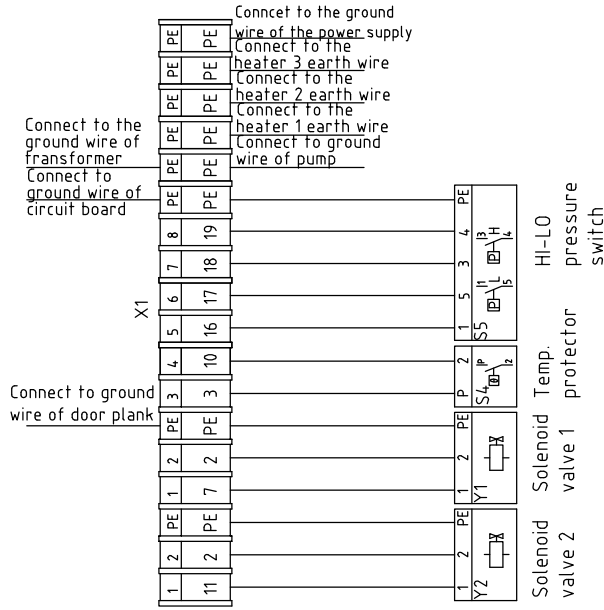 Conncet to the ground
wire of the power supply
Connect to the
heater 3 earth wire
Connect to the
heater 2 earth wire
Connect to the
heater 1 earth wire
Connect to ground
wire of pump
Connect to the
ground wire of
fransformer
Connect to
ground wire of
circuit board
Connect to ground
wire of door plank
X1
PE PE
PE PE
PE PE
PE PE
PE PE
PE PE
8 19
7 18
6 17
5 16
4 10
3 3
PE PE
2 2
1 7
PE PE
2 2
1 11
PE
4
3
5
1
S5
3 H 4
P
1 L 5
P
HI-LO
pressure
switch
2
P
S4
P 2
Temp.
protector
PE
2
1
Y1
Solenoid
valve 1
PE
2
1
Y2
Solenoid
valve 2